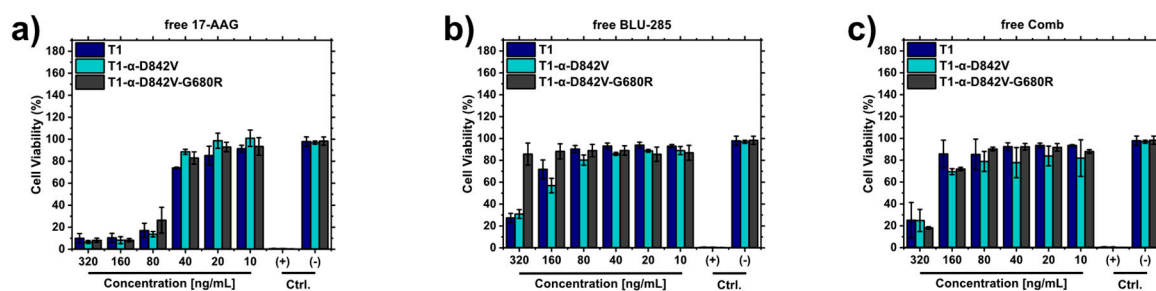 a)
free 17-AAG
T1
T1-α-D842V
T1-α-D842V-G680R
Cell Viability (%)
180
160
140
120
100
80
60
40
20
0
320 160 80 40 20 10 (+) (-)
Concentration [ng/mL] Ctrl.
b)
free BLU-285
T1
T1-α-D842V
T1-α-D842V-G680R
Cell Viability (%)
180
160
140
120
100
80
60
40
20
0
320 160 80 40 20 10 (+) (-)
Concentration [ng/mL] Ctrl.
c)
free Comb
T1
T1-α-D842V
T1-α-D842V-G680R
Cell Viability (%)
180
160
140
120
100
80
60
40
20
0
320 160 80 40 20 10 (+) (-)
Concentration [ng/mL] Ctrl.